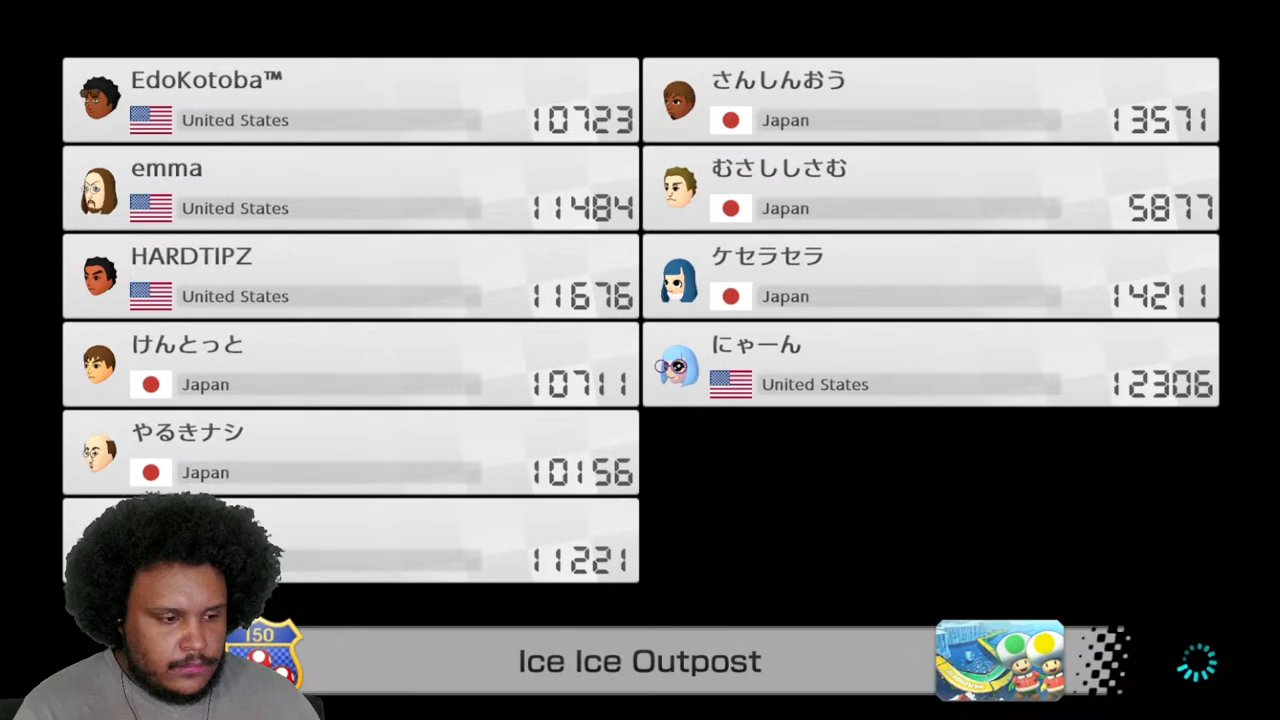 EdoKotoba™
United States
10723
emma
United States
11484
HARDTIPZ
United States
11676
けんとっと
Japan
10711
やるきナシ
Japan
10156
11221
さんしんおう
Japan
13571
むさししさむ
Japan
5877
ケセラセラ
Japan
14211
にゃーん
United States
12306
150
Ice Ice Outpost